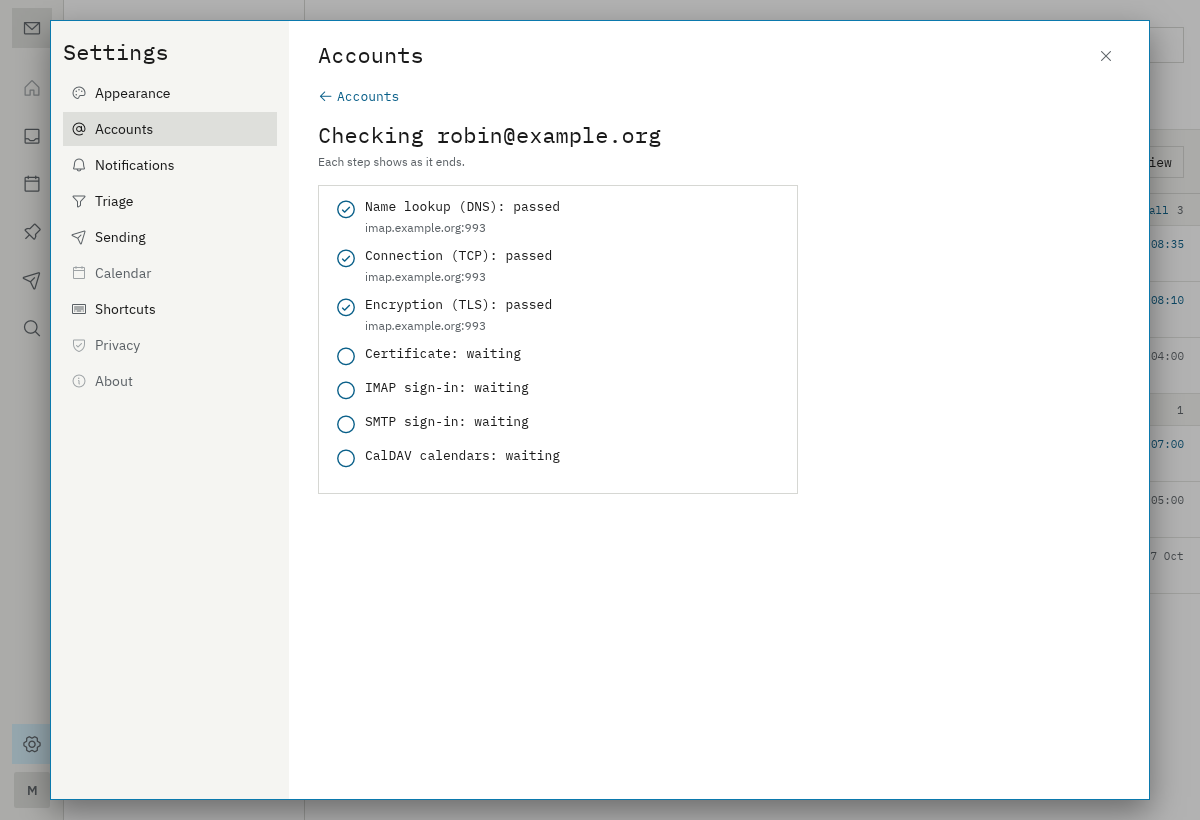 Settings
Appearance
Accounts
Notifications
Triage
Sending
Calendar
Shortcuts
Privacy
About
M
Accounts
← Accounts
Checking robin@example.org
Each step shows as it ends.
Name lookup (DNS): passed
imap.example.org:993
Connection (TCP): passed
imap.example.org:993
Encryption (TLS): passed
imap.example.org:993
Certificate: waiting
IMAP sign-in: waiting
SMTP sign-in: waiting
CalDAV calendars: waiting
iew
all 3
08:35
08:10
04:00
1
07:00
05:00
7 Oct